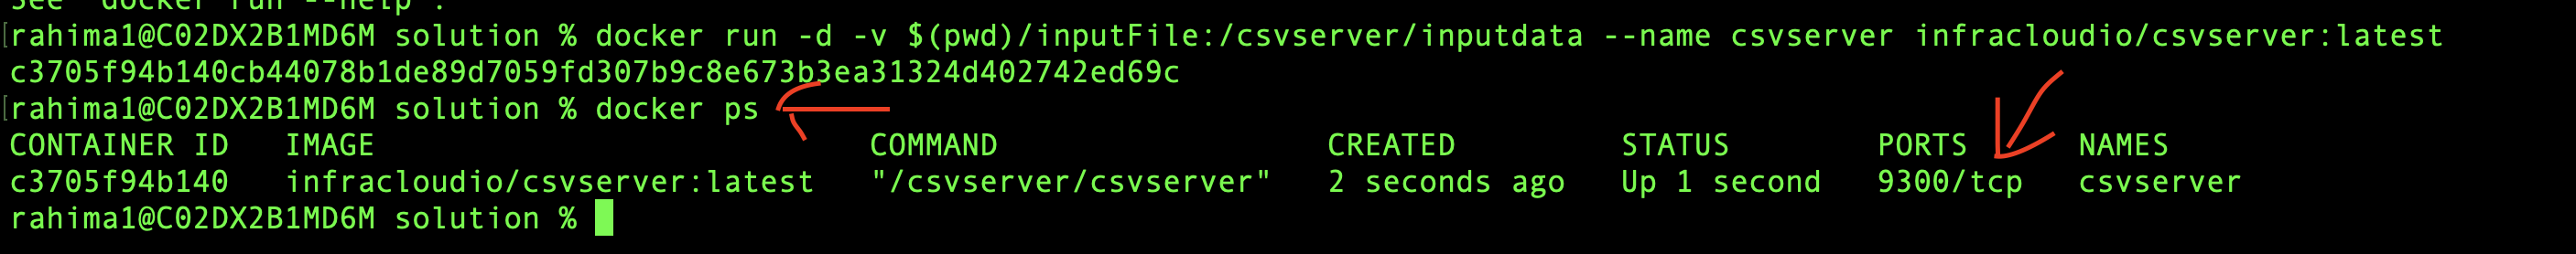 See 'docker run --help'.
rahima1@C02DX2B1MD6M solution % docker run -d -v $(pwd)/inputFile:/csvserver/inputdata --name csvserver infracloudio/csvserver:latest
c3705f94b140cb44078b1de89d7059fd307b9c8e673b3ea31324d402742ed69c
rahima1@C02DX2B1MD6M solution % docker ps
CONTAINER ID   IMAGE                           COMMAND                  CREATED         STATUS        PORTS      NAMES
c3705f94b140   infracloudio/csvserver:latest   "/csvserver/csvserver"   2 seconds ago   Up 1 second   9300/tcp   csvserver
rahima1@C02DX2B1MD6M solution %